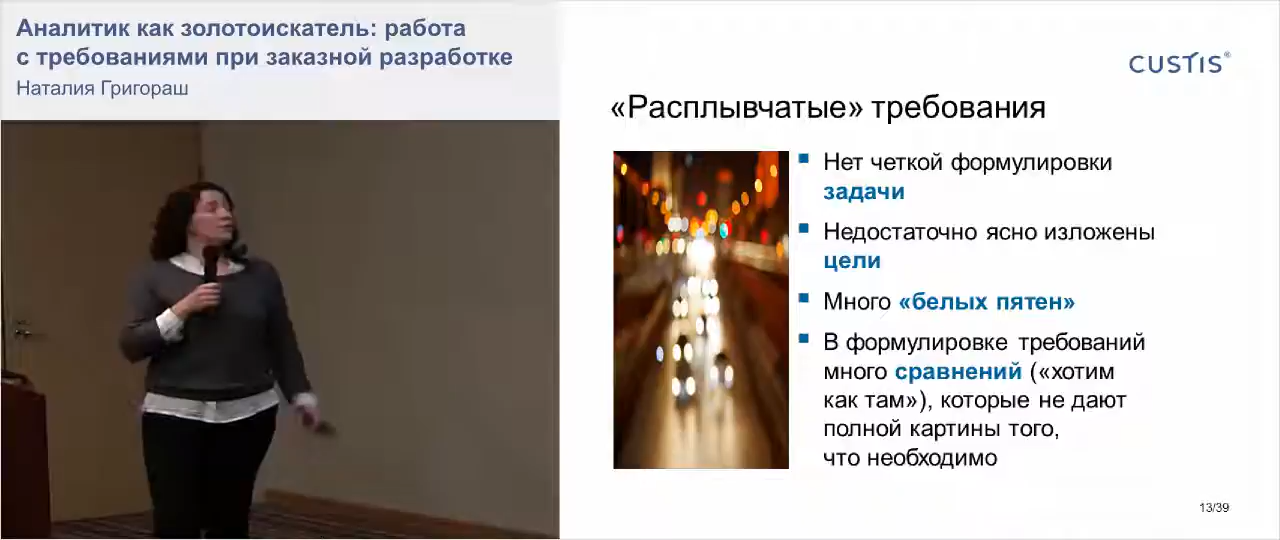 Аналитик как золотоискатель: работа
с требованиями при заказной разработке
Наталия Григораш
CUSTIS®
«Расплывчатые» требования
Нет четкой формулировки
задачи
Недостаточно ясно изложены
цели
Много «белых пятен»
В формулировке требований
много сравнений («хотим
как там»), которые не дают
полной картины того,
что необходимо
13/39